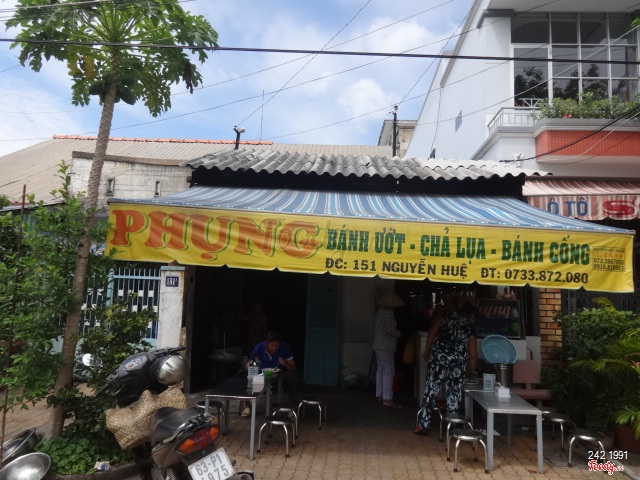 PHỤNG
BÁNH ƯỚT - CHẢ LỤA - BÁNH CỐNG
ĐC: 151 NGUYỄN HUỆ ĐT: 0733.872.080
Ô TÔ
63-P1
242 1991
Foody.vn